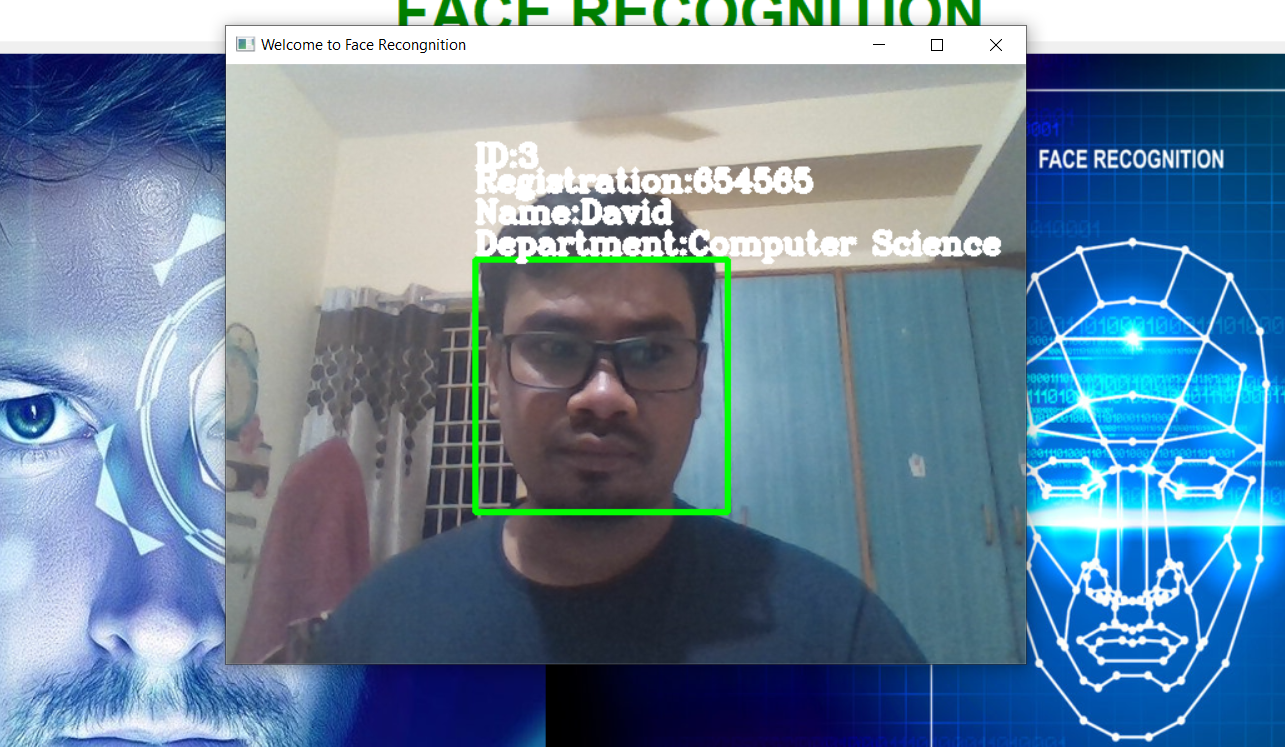 FACE RECOGNITION
Welcome to Face Recongnition
ID:3
Registration:654565
Name:David
Department:Computer Science
FACE RECOGNITION